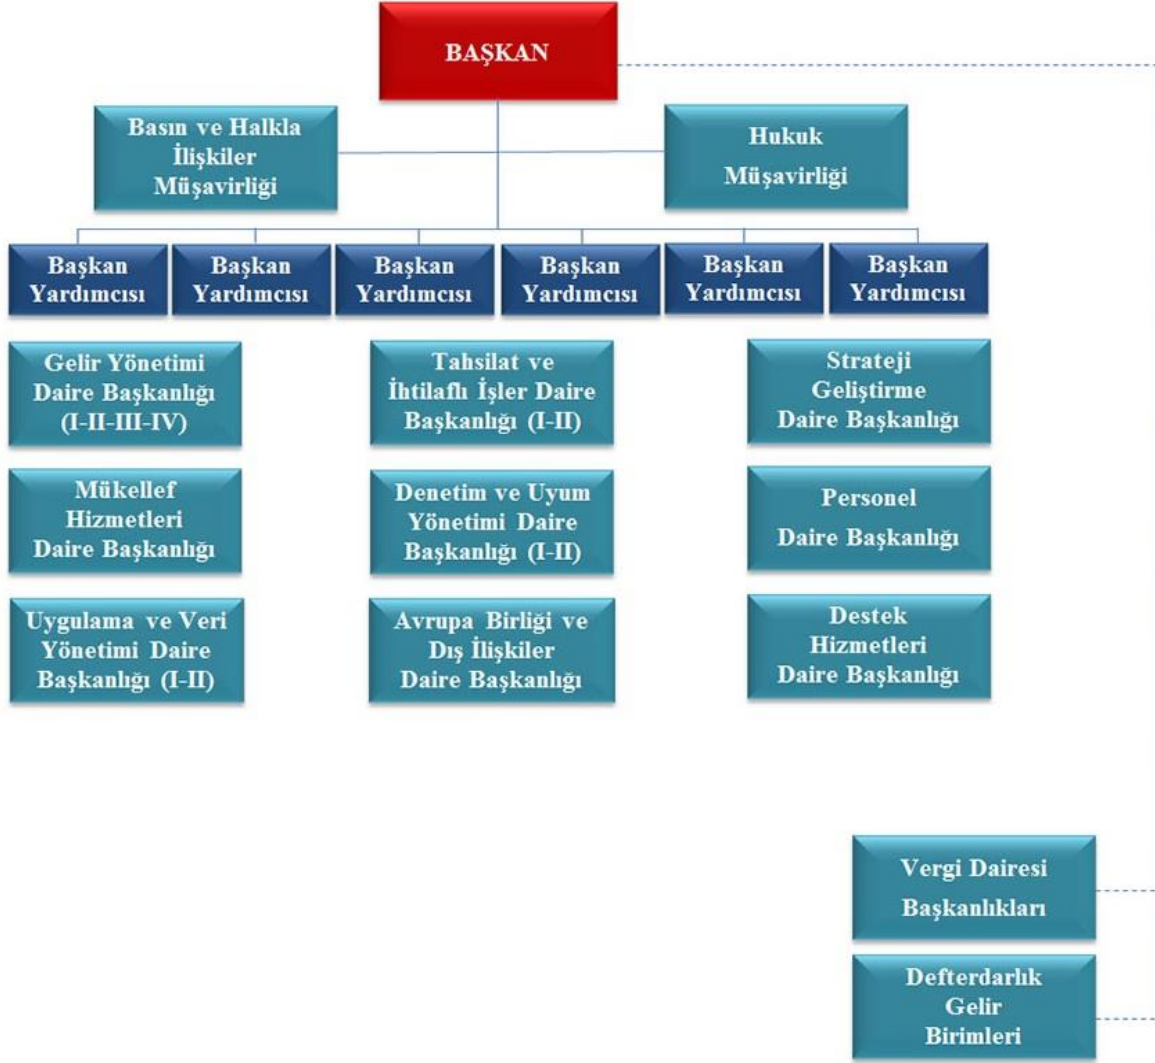 BAŞKAN
Basın ve Halkla
İlişkiler
Müşavirliği
Hukuk
Müşavirliği
Başkan
Yardımcısı
Başkan
Yardımcısı
Başkan
Yardımcısı
Başkan
Yardımcısı
Başkan
Yardımcısı
Başkan
Yardımcısı
Gelir Yönetimi
Daire Başkanlığı
(I-II-III-IV)
Tahsilat ve
İhtilaflı İşler Daire
Başkanlığı (I-II)
Strateji
Geliştirme
Daire Başkanlığı
Mükellef
Hizmetleri
Daire Başkanlığı
Denetim ve Uyum
Yönetimi Daire
Başkanlığı (I-II)
Personel
Daire Başkanlığı
Uygulama ve Veri
Yönetimi Daire
Başkanlığı (I-II)
Avrupa Birliği ve
Dış İlişkiler
Daire Başkanlığı
Destek
Hizmetleri
Daire Başkanlığı
Vergi Dairesi
Başkanlıkları
Defterdarlık
Gelir
Birimleri